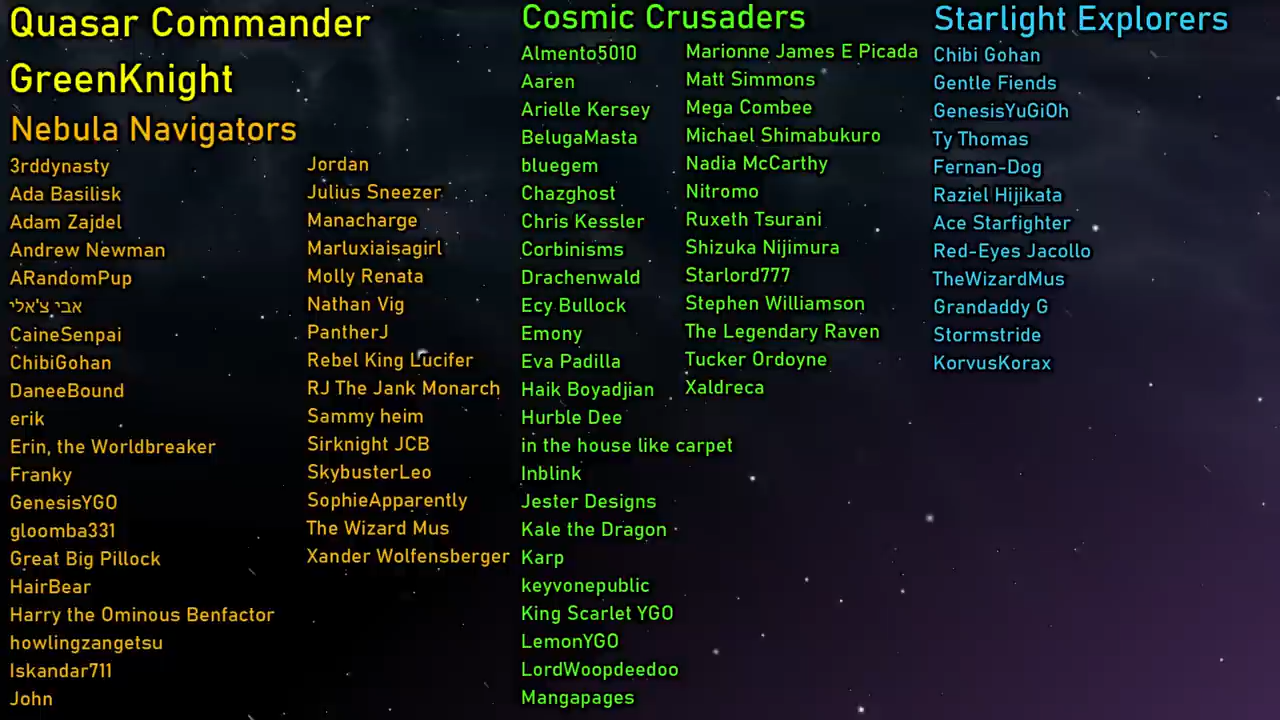 Quasar Commander
GreenKnight
Nebula Navigators
3rddynasty
Ada Basilisk
Adam Zajdel
Andrew Newman
ARandomPup
אבי צ'אלי
CaineSenpai
ChibiGohan
DaneeBound
erik
Erin, the Worldbreaker
Franky
GenesisYGO
gloomba331
Great Big Pillock
HairBear
Harry the Ominous Benfactor
howlingzangetsu
Iskandar711
John
Jordan
Julius Sneezer
Manacharge
Marluxiaisagirl
Molly Renata
Nathan Vig
PantherJ
Rebel King Lucifer
RJ The Jank Monarch
Sammy heim
Sirknight JCB
SkybusterLeo
SophieApparently
The Wizard Mus
Xander Wolfensberger
Cosmic Crusaders
Almento5010
Aaren
Arielle Kersey
BelugaMasta
bluegem
Chazghost
Chris Kessler
Corbinisms
Drachenwald
Ecy Bullock
Emony
Eva Padilla
Haik Boyadjian
Hurble Dee
in the house like carpet
Inblink
Jester Designs
Kale the Dragon
Karp
keyvonepublic
King Scarlet YGO
LemonYGO
LordWoopdeedoo
Mangapages
Marionne James E Picada
Matt Simmons
Mega Combee
Michael Shimabukuro
Nadia McCarthy
Nitromo
Ruxeth Tsurani
Shizuka Nijimura
Starlord777
Stephen Williamson
The Legendary Raven
Tucker Ordoyne
Xaldreca
Starlight Explorers
Chibi Gohan
Gentle Fiends
GenesisYuGiOh
Ty Thomas
Fernan-Dog
Raziel Hijikata
Ace Starfighter
Red-Eyes Jacollo
TheWizardMus
Grandaddy G
Stormstride
KorvusKorax